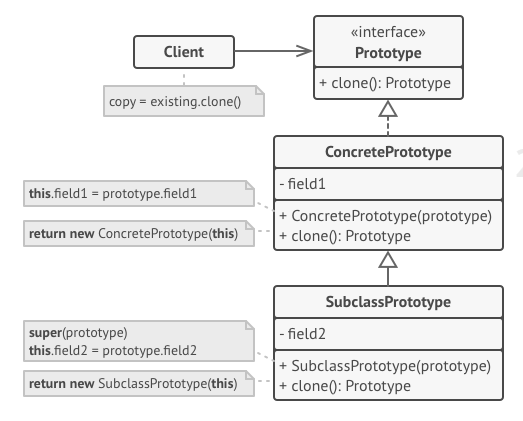 Client
«interface»
Prototype
+ clone(): Prototype
copy = existing.clone()
ConcretePrototype
- field1
this.field1 = prototype.field1
+ ConcretePrototype(prototype)
return new ConcretePrototype(this)
+ clone(): Prototype
SubclassPrototype
- field2
super(prototype)
this.field2 = prototype.field2
+ SubclassPrototype(prototype)
return new SubclassPrototype(this)
+ clone(): Prototype